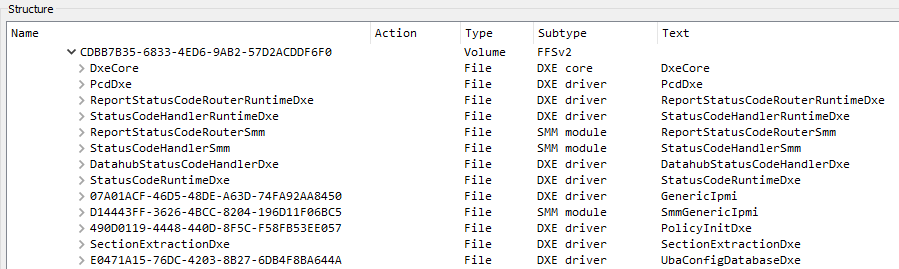 Structure
Name Action Type Subtype Text
CDBB7B35-6833-4ED6-9AB2-57D2ACDDF6F0 Volume FFSv2
DxeCore File DXE core DxeCore
PcdDxe File DXE driver PcdDxe
ReportStatusCodeRouterRuntimeDxe File DXE driver ReportStatusCodeRouterRuntimeDxe
StatusCodeHandlerRuntimeDxe File DXE driver StatusCodeHandlerRuntimeDxe
ReportStatusCodeRouterSmm File SMM module ReportStatusCodeRouterSmm
StatusCodeHandlerSmm File SMM module StatusCodeHandlerSmm
DatahubStatusCodeHandlerDxe File DXE driver DatahubStatusCodeHandlerDxe
StatusCodeRuntimeDxe File DXE driver StatusCodeRuntimeDxe
07A01ACF-46D5-48DE-A63D-74FA92AA8450 File DXE driver GenericIpmi
D14443FF-3626-4BCC-8204-196D11F06BC5 File SMM module SmmGenericIpmi
490D0119-4448-440D-8F5C-F58FB53EE057 File DXE driver PolicyInitDxe
SectionExtractionDxe File DXE driver SectionExtractionDxe
E0471A15-76DC-4203-8B27-6DB4F8BA644A File DXE driver UbaConfigDatabaseDxe